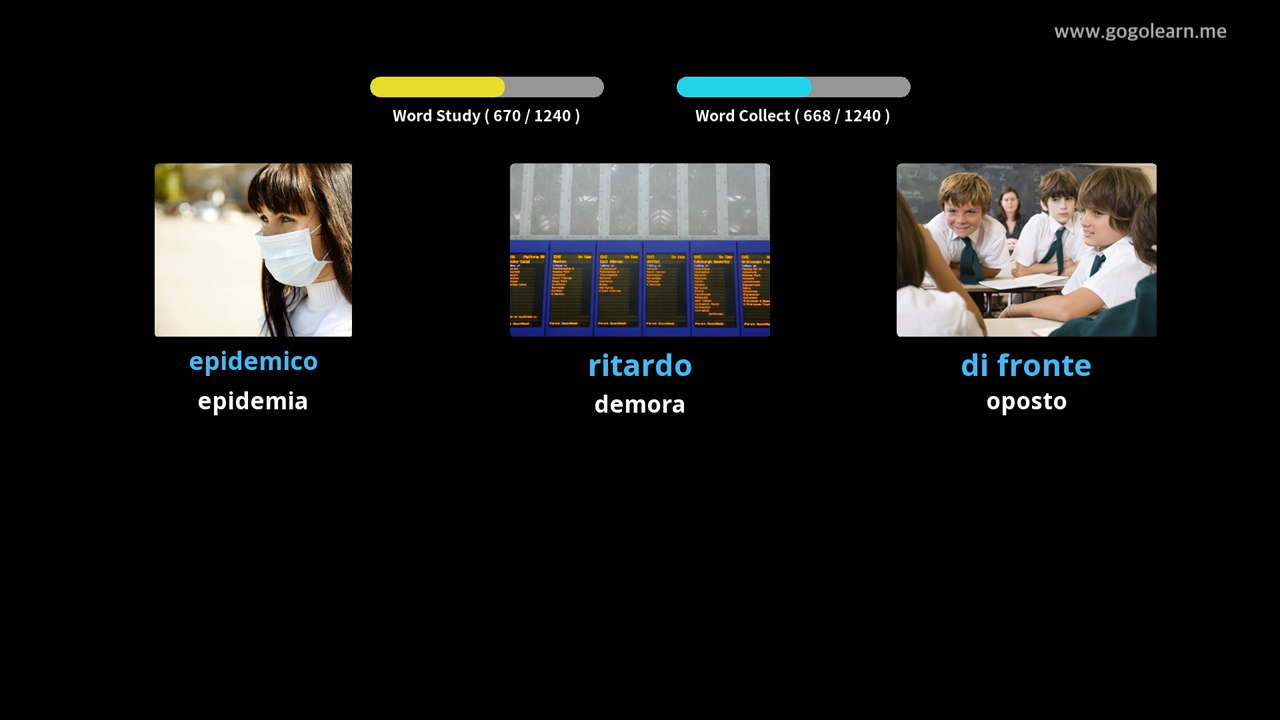 www.gogolearn.me
Word Study ( 670 / 1240 )
Word Collect ( 668 / 1240 )
epidemico
ritardo
di fronte
epidemia
demora
oposto